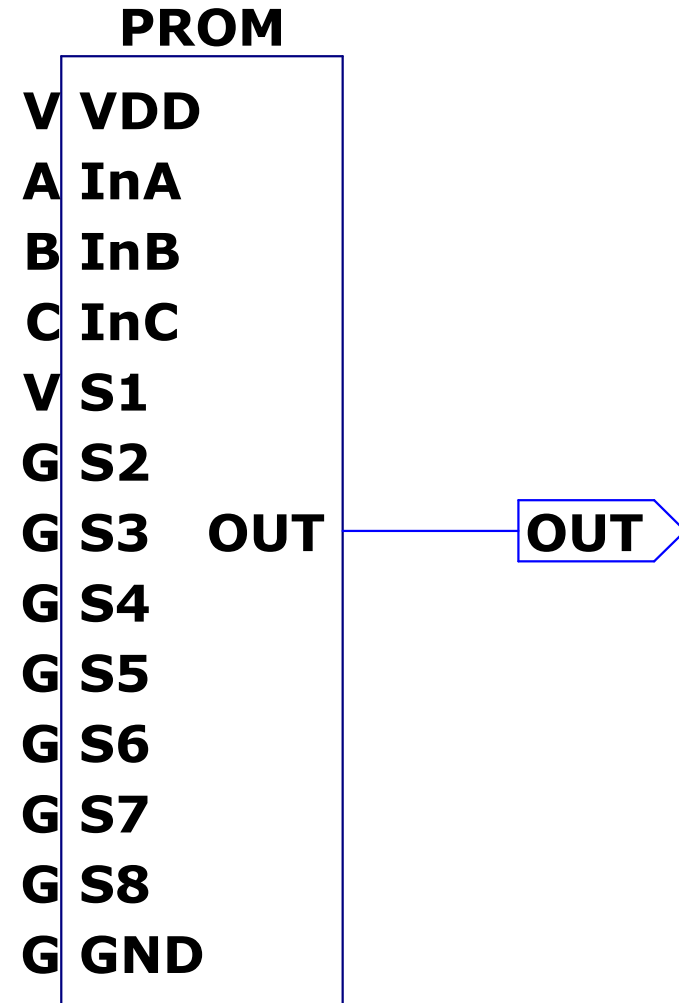 PROM
V VDD
A InA
B InB
C InC
V S1
G S2
G S3 OUT OUT
G S4
G S5
G S6
G S7
G S8
G GND